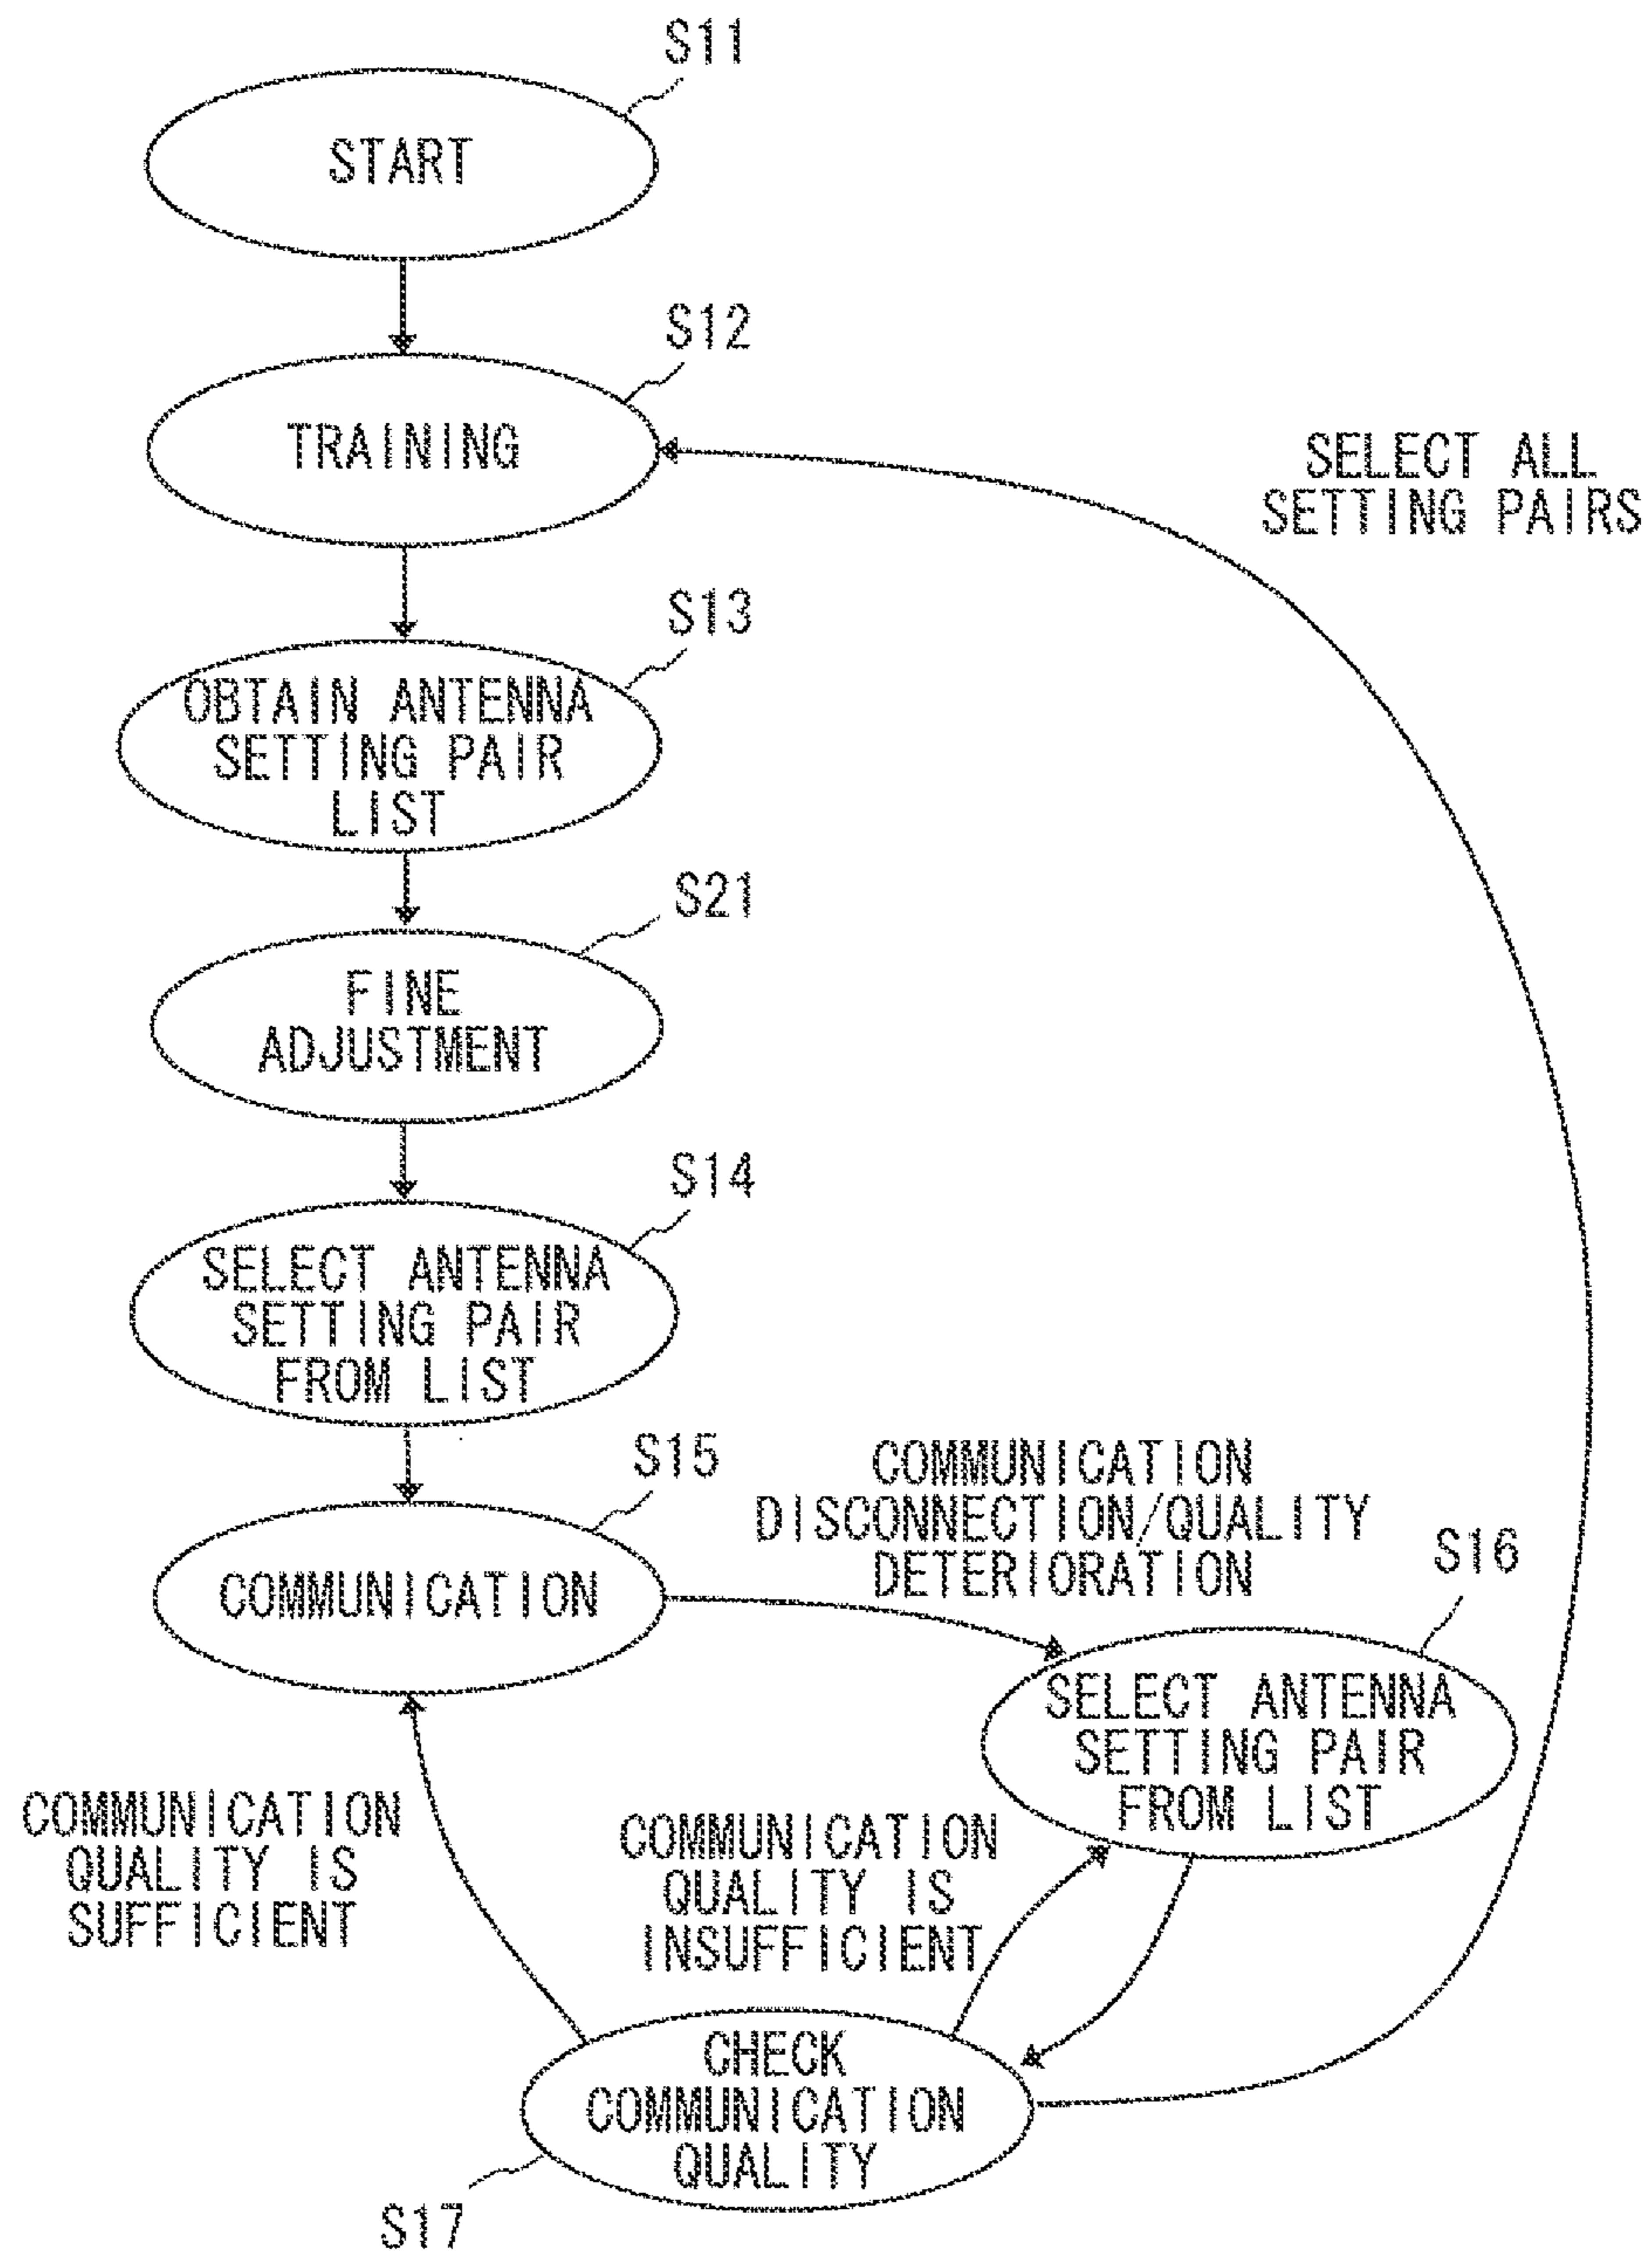 S11
START
S12
TRAINING
SELECT ALL
SETTING PAIRS
S13
OBTAIN ANTENNA
SETTING PAIR
LIST
S21
FINE
ADJUSTMENT
S14
SELECT ANTENNA
SETTING PAIR
FROM LIST
S15
COMMUNICATION
COMMUNICATION
DISCONNECTION/QUALITY
DETERIORATION
S16
SELECT ANTENNA
SETTING PAIR
FROM LIST
COMMUNICATION
QUALITY IS
SUFFICIENT
COMMUNICATION
QUALITY IS
INSUFFICIENT
CHECK
COMMUNICATION
QUALITY
S17